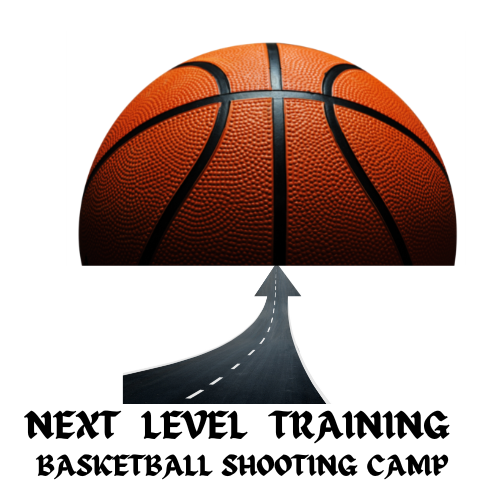 NEXT LEVEL TRAINING
BASKETBALL SHOOTING CAMP